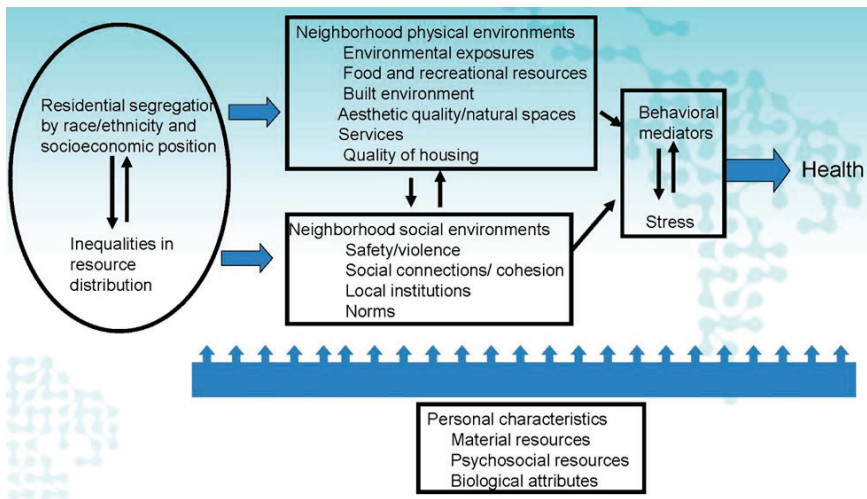 Residential segregation
by race/ethnicity and
socioeconomic position
Inequalities in
resource
distribution
Neighborhood physical environments
Environmental exposures
Food and recreational resources
Built environment
Aesthetic quality/natural spaces
Services
Quality of housing
Neighborhood social environments
Safety/violence
Social connections/ cohesion
Local institutions
Norms
Behavioral
mediators
Stress
Health
Personal characteristics
Material resources
Psychosocial resources
Biological attributes